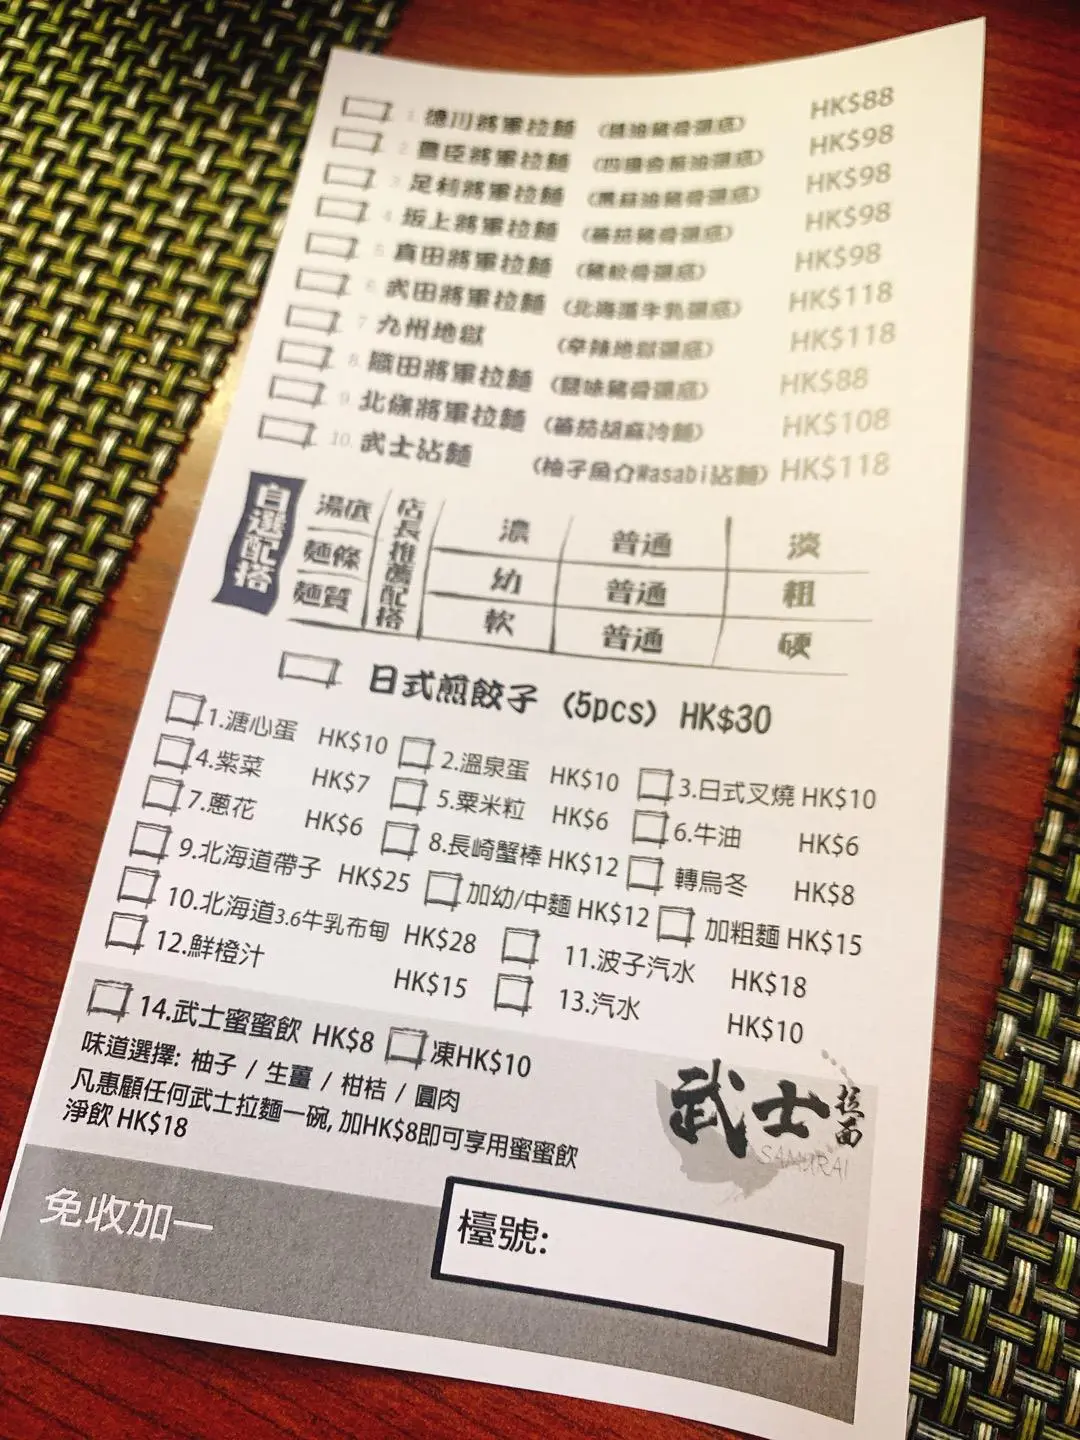 1. 德川將軍拉麵 (醬油豬骨湯底) HK$88
2. 豊臣將軍拉麵 HK$98
3. 足利將軍拉麵 (黑蒜油豬骨湯底) HK$98
4. 坂上將軍拉麵 (蕃茄豬骨湯底) HK$98
5. 真田將軍拉麵 (豬軟骨湯底) HK$98
6. 武田將軍拉麵 (北海道牛乳湯底) HK$118
7 九州地獄 (辛辣地獄湯底) HK$118
8. 織田將軍拉麵 (鹽味豬骨湯底) HK$88
9. 北條將軍拉麵 (蕃茄胡麻冷麵) HK$108
10. 武士沾麵 (柚子魚介Wasabi沾麵) HK$118
自選配搭
店長推薦配搭
湯底 濃 普通 淡
麵條 幼 普通 粗
麵質 軟 普通 硬
日式煎餃子 (5pcs) HK$30
1.溏心蛋 HK$10 2.溫泉蛋 HK$10 3.日式叉燒 HK$10
4.紫菜 HK$7 5.粟米粒 HK$6 6.牛油 HK$6
7.蔥花 HK$6 8.長崎蟹棒 HK$12 轉烏冬 HK$8
9.北海道帶子 HK$25 加幼/中麵 HK$12 加粗麵 HK$15
10.北海道3.6牛乳布甸 HK$28 11.波子汽水 HK$18
12.鮮橙汁 HK$15 13.汽水 HK$10
14.武士蜜蜜飲 HK$8 凍HK$10
味道選擇: 柚子 / 生薑 / 柑桔 / 圓肉
凡惠顧任何武士拉麵一碗, 加HK$8即可享用蜜蜜飲
淨飲 HK$18
武士拉面
SAMURAI
免收加一
檯號: